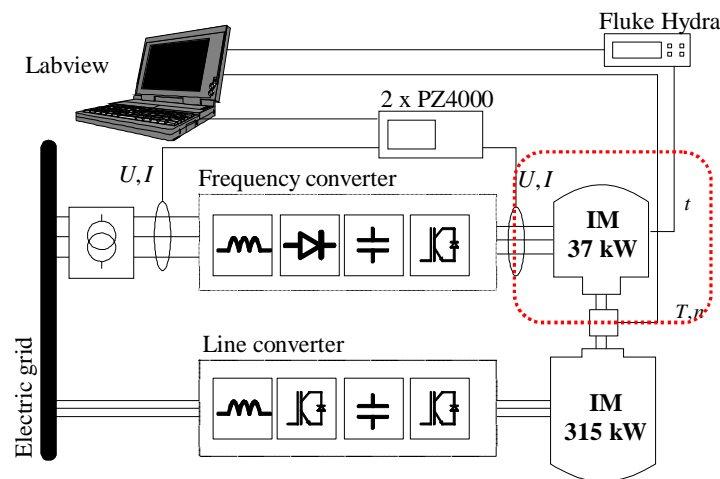 Fluke Hydra
Labview
2 x PZ4000
U, I
Frequency converter
U, I
IM
37 kW
t
T, n
Line converter
IM
315 kW
Electric grid